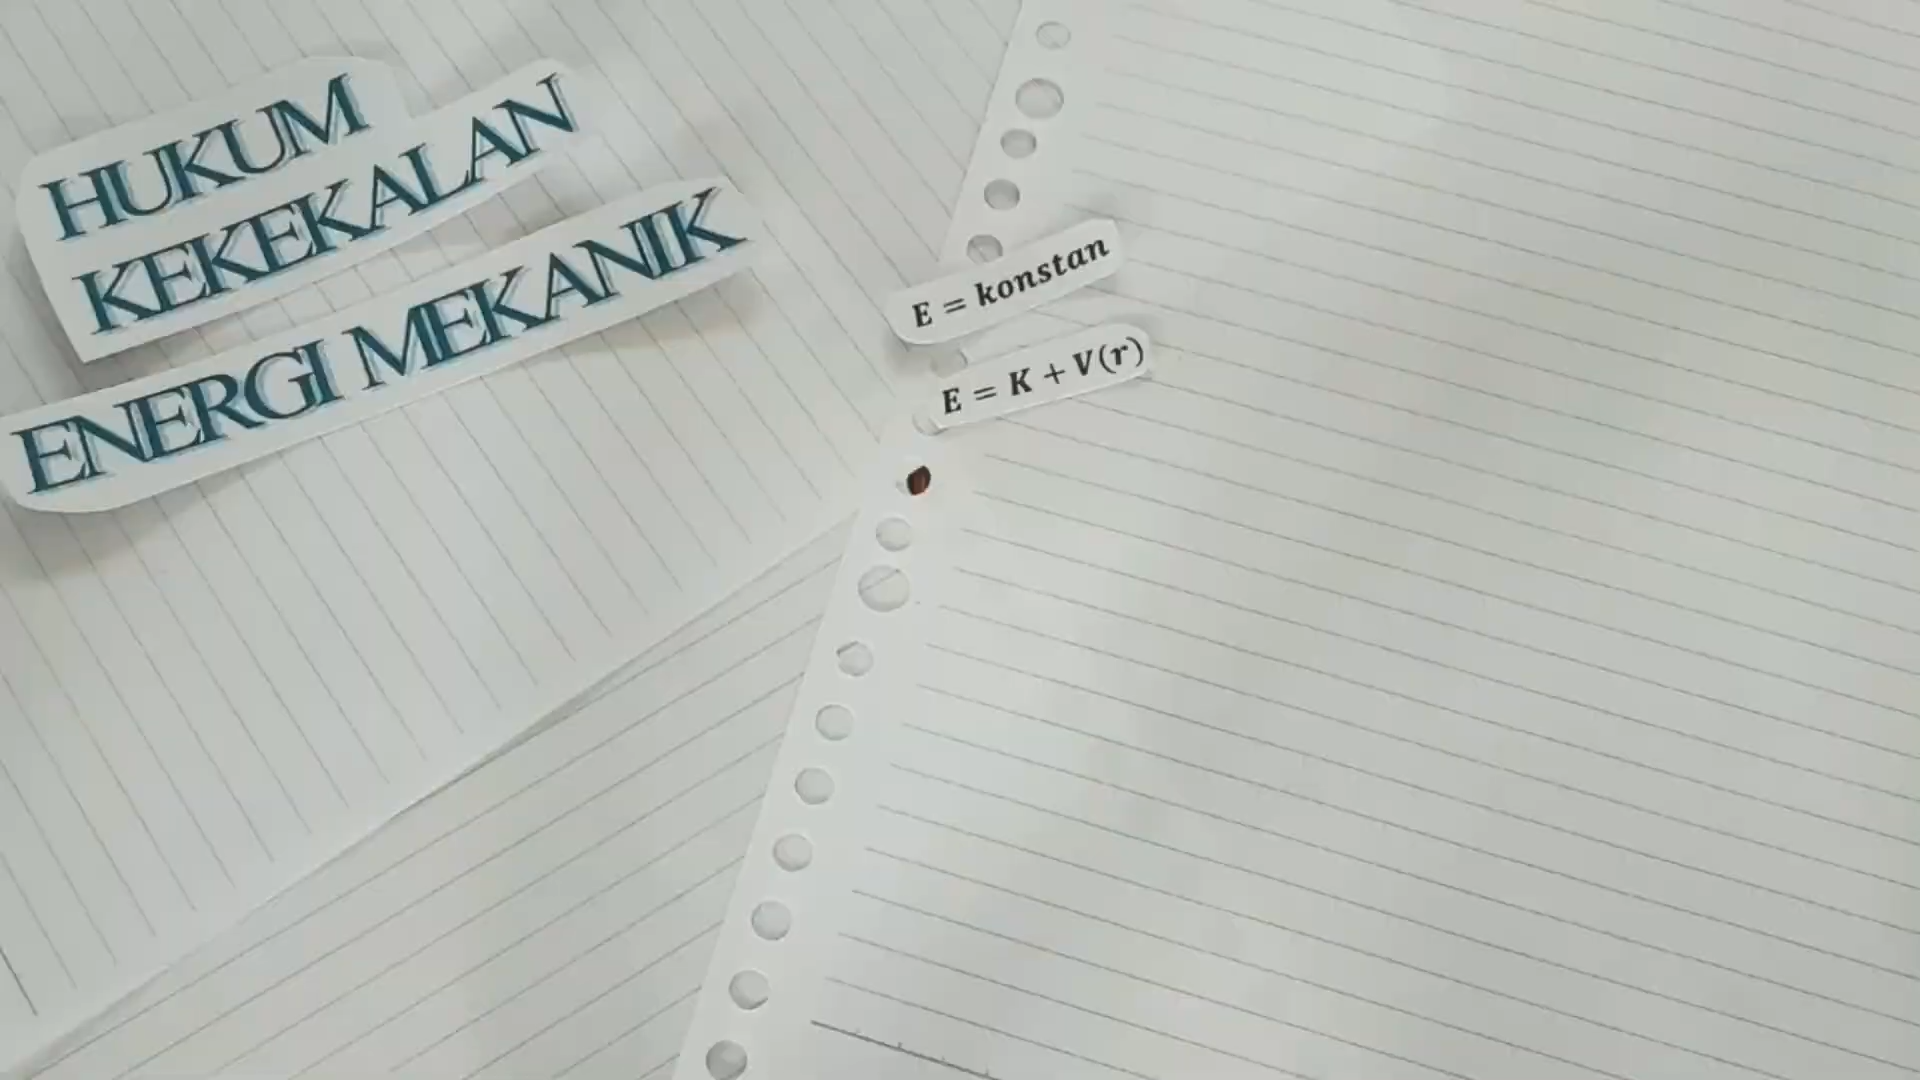 HUKUM
KEKEKALAN
ENERGI MEKANIK
E = konstan
E = K + V(r)